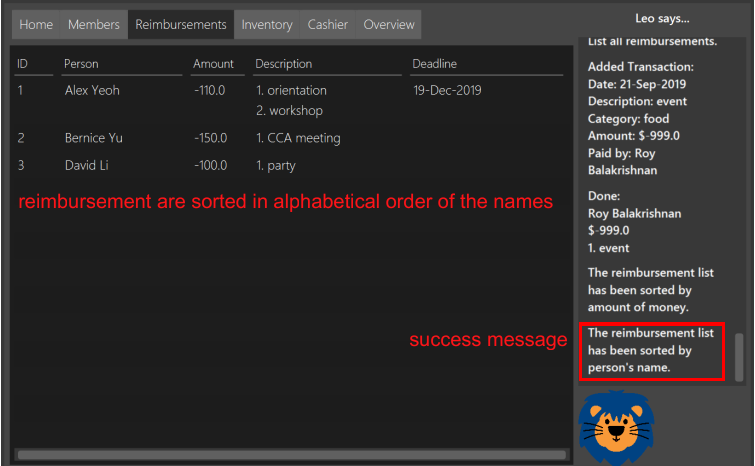 Home Members Reimbursements Inventory Cashier Overview
ID Person Amount Description Deadline
1 Alex Yeoh -110.0 1. orientation 19-Dec-2019
2. workshop
2 Bernice Yu -150.0 1. CCA meeting
3 David Li -100.0 1. party
reimbursement are sorted in alphabetical order of the names
success message
Leo says...
List all reimbursements.
Added Transaction:
Date: 21-Sep-2019
Description: event
Category: food
Amount: $-999.0
Paid by: Roy
Balakrishnan
Done:
Roy Balakrishnan
$-999.0
1. event
The reimbursement list
has been sorted by
amount of money.
The reimbursement list
has been sorted by
person's name.